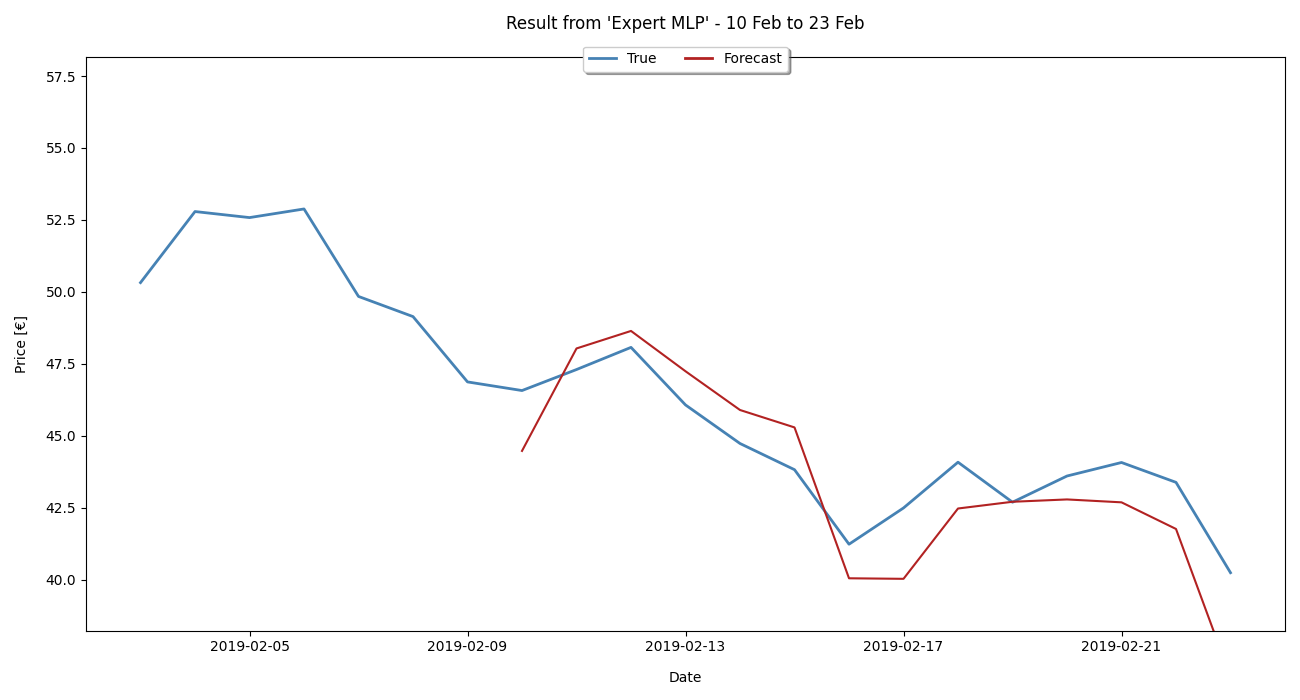 Result from 'Expert MLP' - 10 Feb to 23 Feb
True Forecast
57.5
55.0
52.5
50.0
47.5
45.0
42.5
40.0
Price [€]
2019-02-05 2019-02-09 2019-02-13 2019-02-17 2019-02-21
Date